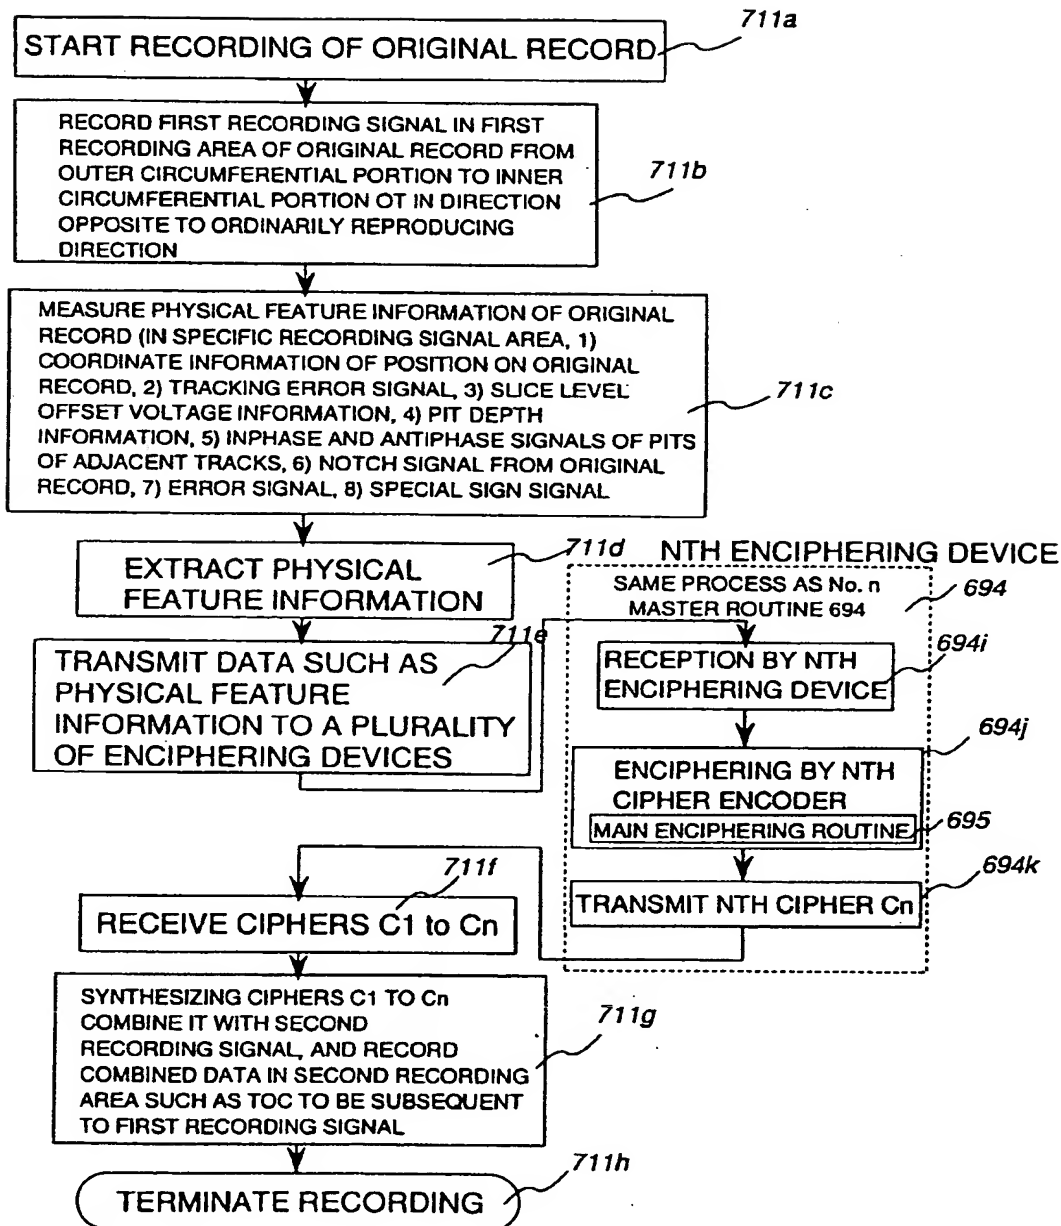 711a
START RECORDING OF ORIGINAL RECORD
RECORD FIRST RECORDING SIGNAL IN FIRST
RECORDING AREA OF ORIGINAL RECORD FROM
OUTER CIRCUMFERENTIAL PORTION TO INNER
CIRCUMFERENTIAL PORTION OT IN DIRECTION
OPPOSITE TO ORDINARILY REPRODUCING
DIRECTION
711b
MEASURE PHYSICAL FEATURE INFORMATION OF ORIGINAL
RECORD (IN SPECIFIC RECORDING SIGNAL AREA, 1)
COORDINATE INFORMATION OF POSITION ON ORIGINAL
RECORD, 2) TRACKING ERROR SIGNAL, 3) SLICE LEVEL
OFFSET VOLTAGE INFORMATION, 4) PIT DEPTH
INFORMATION, 5) INPHASE AND ANTIPHASE SIGNALS OF PITS
OF ADJACENT TRACKS, 6) NOTCH SIGNAL FROM ORIGINAL
RECORD, 7) ERROR SIGNAL, 8) SPECIAL SIGN SIGNAL
711c
711d
EXTRACT PHYSICAL
FEATURE INFORMATION
711e
TRANSMIT DATA SUCH AS
PHYSICAL FEATURE
INFORMATION TO A PLURALITY
OF ENCIPHERING DEVICES
NTH ENCIPHERING DEVICE
SAME PROCESS AS No. n
MASTER ROUTINE 694
694
RECEPTION BY NTH
ENCIPHERING DEVICE
694i
694j
ENCIPHERING BY NTH
CIPHER ENCODER
MAIN ENCIPHERING ROUTINE
695
694k
TRANSMIT NTH CIPHER Cn
711f
RECEIVE CIPHERS C1 to Cn
SYNTHESIZING CIPHERS C1 TO Cn
COMBINE IT WITH SECOND
RECORDING SIGNAL, AND RECORD
COMBINED DATA IN SECOND RECORDING
AREA SUCH AS TOC TO BE SUBSEQUENT
TO FIRST RECORDING SIGNAL
711g
711h
TERMINATE RECORDING